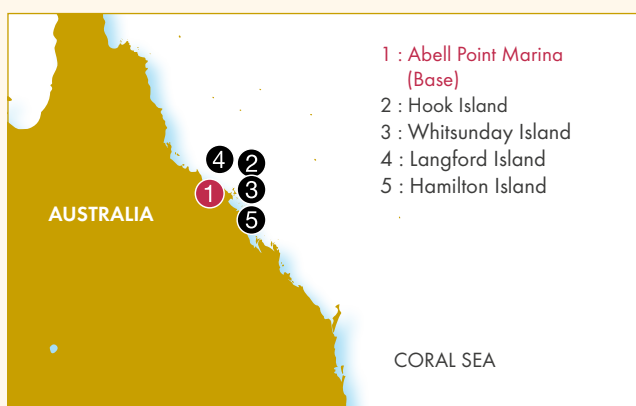 1 : Abell Point Marina
(Base)
2 : Hook Island
3 : Whitsunday Island
4 : Langford Island
5 : Hamilton Island
4
2
3
1
5
AUSTRALIA
CORAL SEA